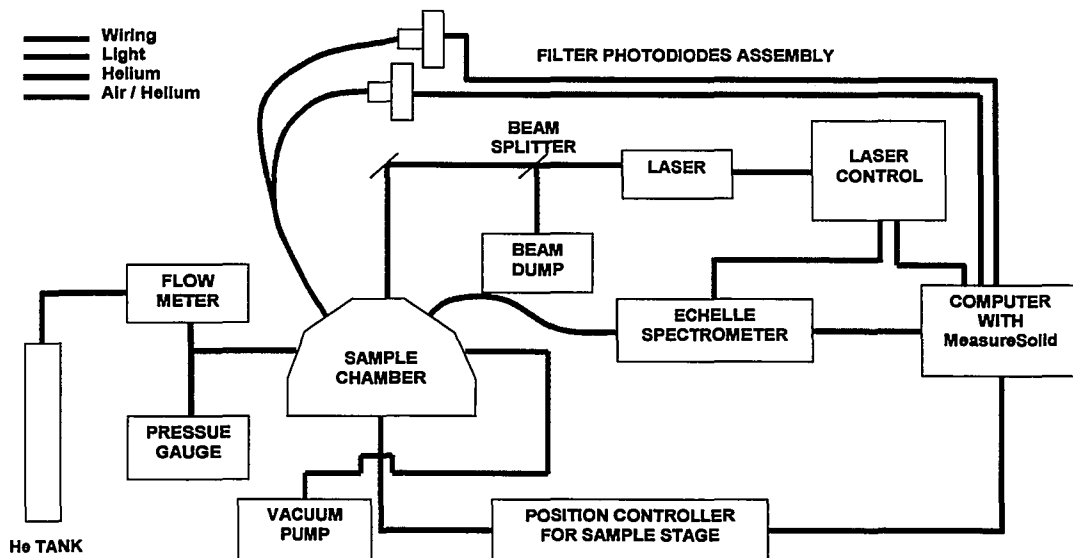 Wiring
Light
Helium
Air / Helium
FILTER PHOTODIODES ASSEMBLY
BEAM
SPLITTER
LASER
LASER
CONTROL
BEAM
DUMP
FLOW
METER
ECHELLE
SPECTROMETER
COMPUTER
WITH
MeasureSolid
SAMPLE
CHAMBER
PRESSUE
GAUGE
VACUUM
PUMP
POSITION CONTROLLER
FOR SAMPLE STAGE
He TANK